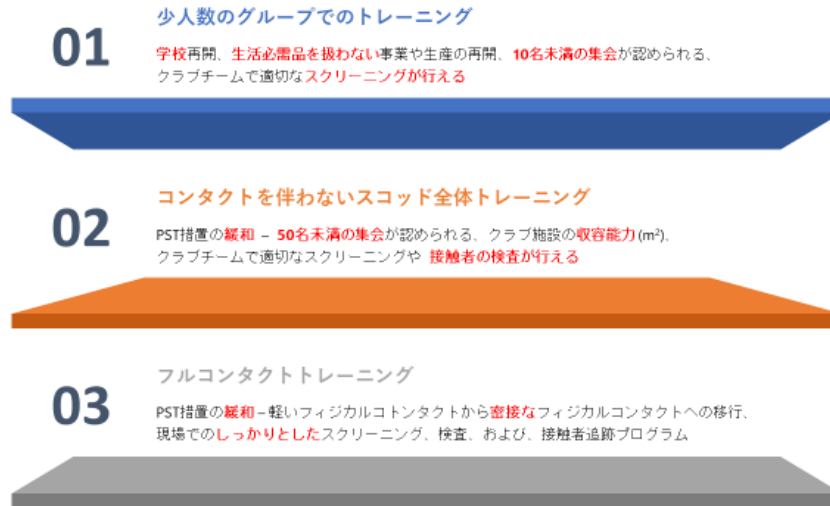 01
少人数のグループでのトレーニング
学校再開、生活必需品を扱わない事業や生産の再開、10名未満の集会が認められる、
クラブチームで適切なスクリーニングが行える
02
コンタクトを伴わないスコッド全体トレーニング
PST措置の緩和 – 50名未満の集会が認められる、クラブ施設の収容能力(m²)、
クラブチームで適切なスクリーニングや 接触者の検査が行える
03
フルコンタクトトレーニング
PST措置の緩和 – 軽いフィジカルコトンタクトから密接なフィジカルコンタクトへの移行、
現場でのしっかりとしたスクリーニング、検査、および、接触者追跡プログラム